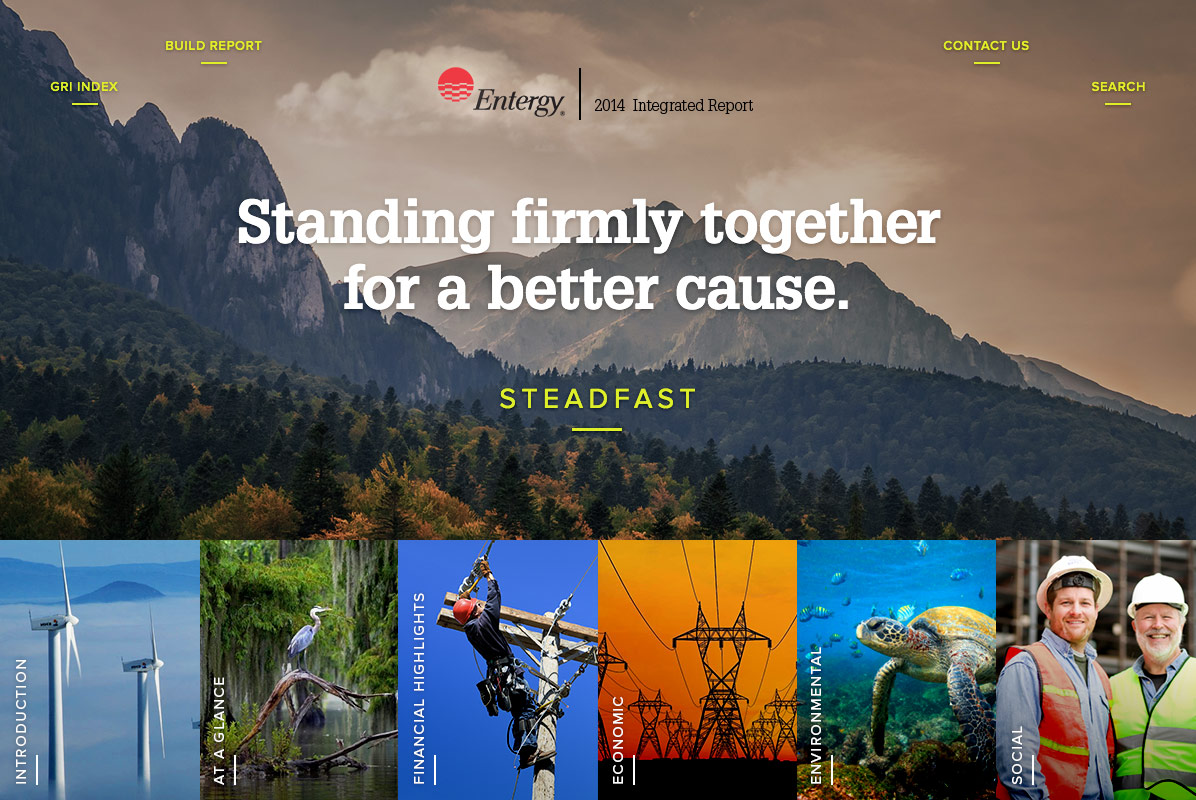 BUILD REPORT
CONTACT US
GRI INDEX
SEARCH
Entergy®
2014 Integrated Report
Standing firmly together
for a better cause.
STEADFAST
INTRODUCTION
AT A GLANCE
FINANCIAL HIGHLIGHTS
ECONOMIC
ENVIRONMENTAL
SOCIAL